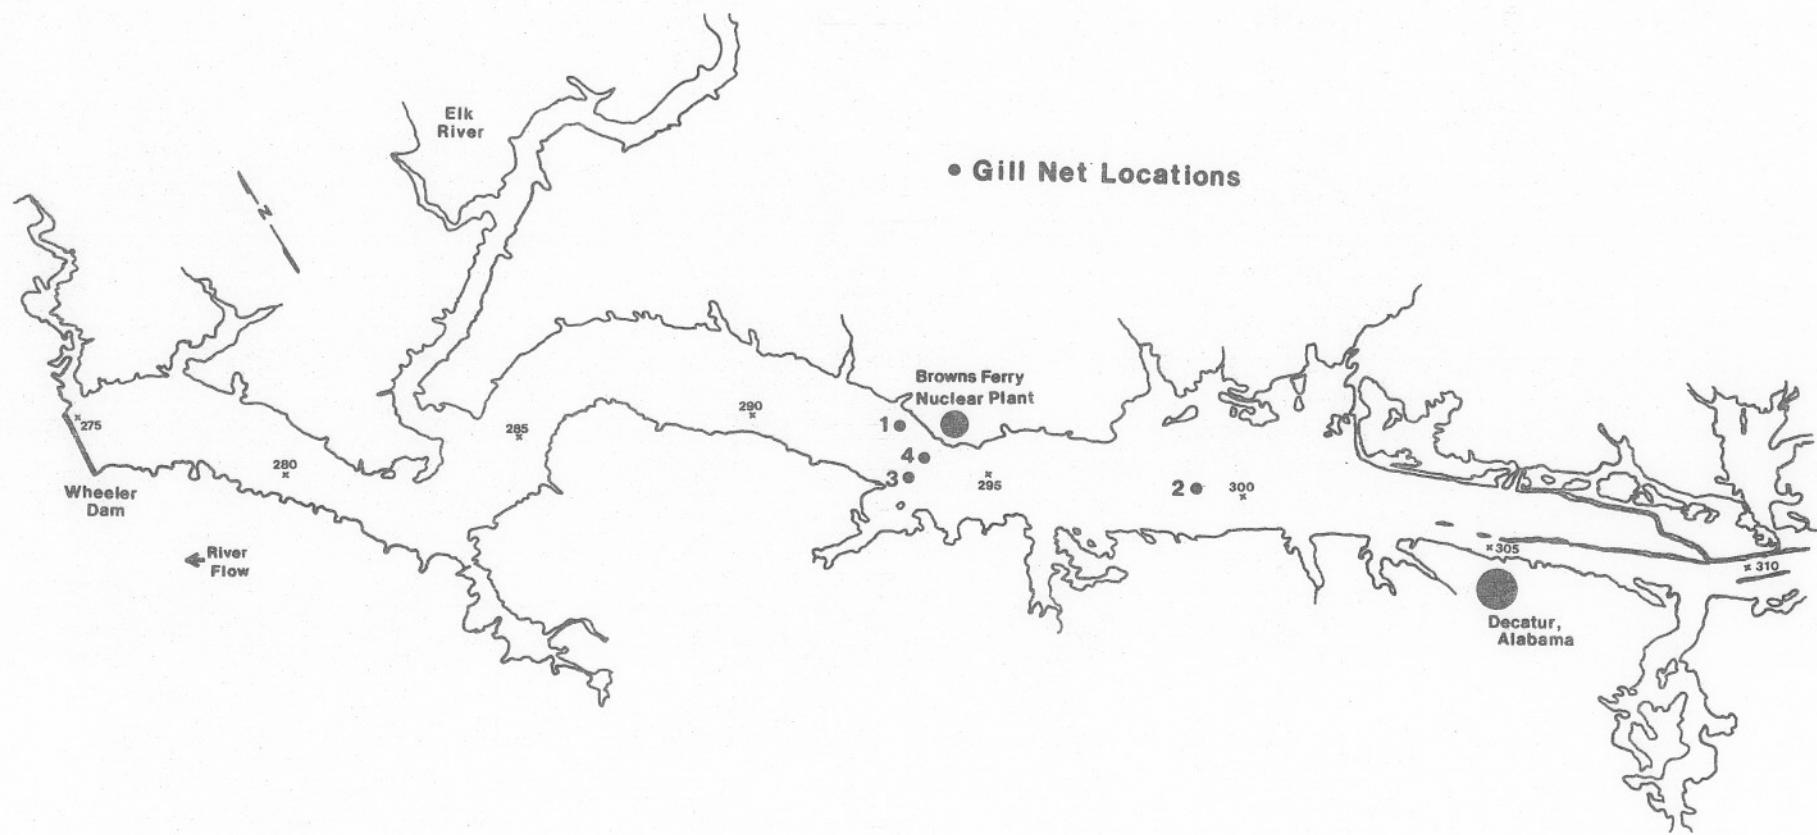 Elk
River
• Gill Net Locations
N
Browns Ferry
Nuclear Plant
290
275
285
1
4
280
3
295
2
300
Wheeler
Dam
River
Flow
305
310
Decatur,
Alabama